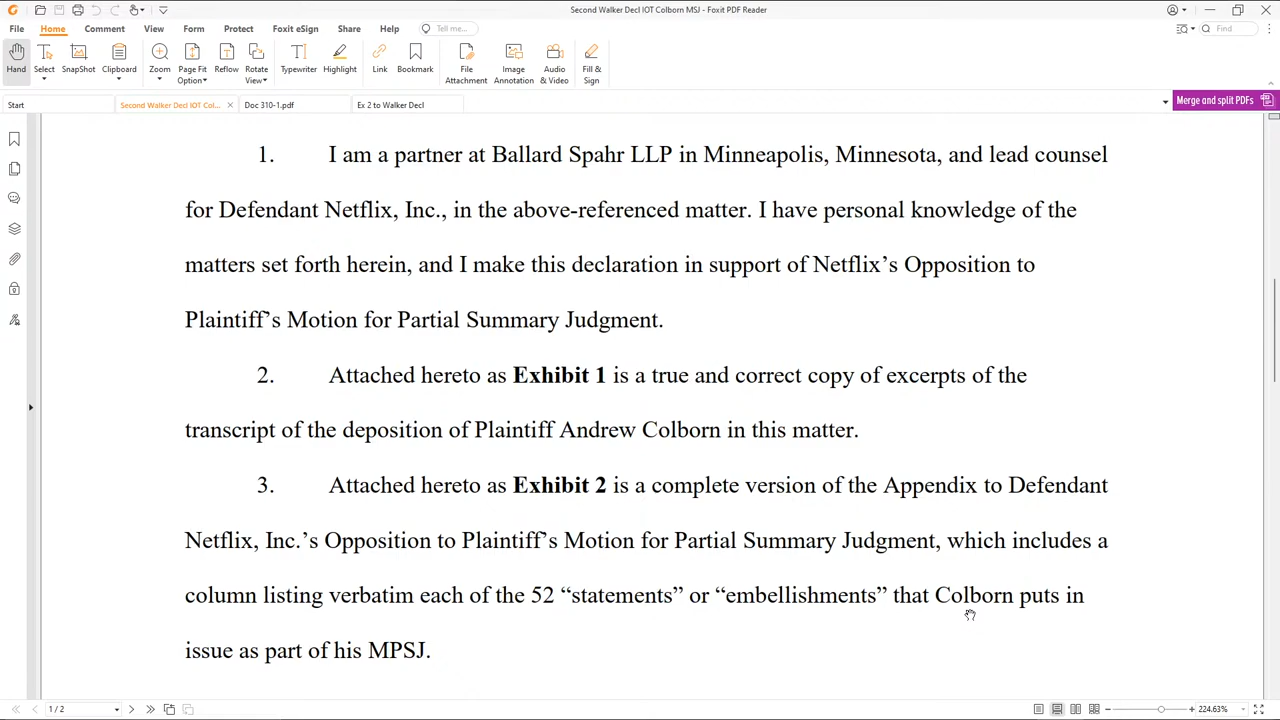 Second Walker Decl IOT Colborn MSJ - Foxit PDF Reader
File Home Comment View Form Protect Foxit eSign Share Help Tell me... Find
Hand Select SnapShot Clipboard Zoom Page Fit Option Reflow Rotate View Typewriter Highlight Link Bookmark File Attachment Image Annotation Audio & Video Fill & Sign
Start Second Walker Decl IOT Col... Doc 310-1.pdf Ex 2 to Walker Decl Merge and split PDFs
1. I am a partner at Ballard Spahr LLP in Minneapolis, Minnesota, and lead counsel
for Defendant Netflix, Inc., in the above-referenced matter. I have personal knowledge of the
matters set forth herein, and I make this declaration in support of Netflix’s Opposition to
Plaintiff’s Motion for Partial Summary Judgment.
2. Attached hereto as Exhibit 1 is a true and correct copy of excerpts of the
transcript of the deposition of Plaintiff Andrew Colborn in this matter.
3. Attached hereto as Exhibit 2 is a complete version of the Appendix to Defendant
Netflix, Inc.’s Opposition to Plaintiff’s Motion for Partial Summary Judgment, which includes a
column listing verbatim each of the 52 “statements” or “embellishments” that Colborn puts in
issue as part of his MPSJ.
1 / 2 224.63%